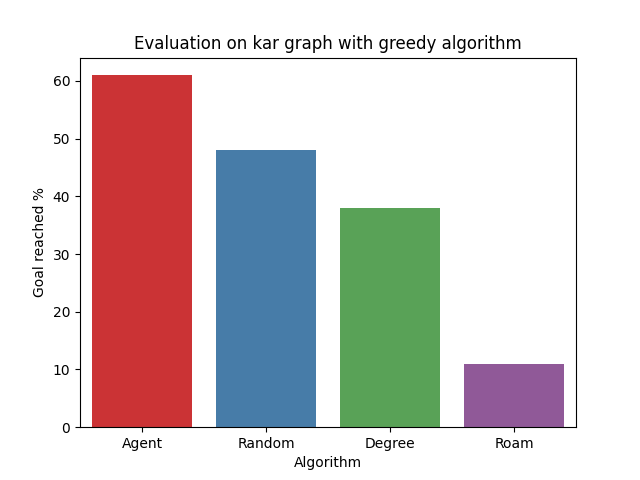 Evaluation on kar graph with greedy algorithm
Goal reached %
60
50
40
30
20
10
0
Agent
Random
Degree
Roam
Algorithm